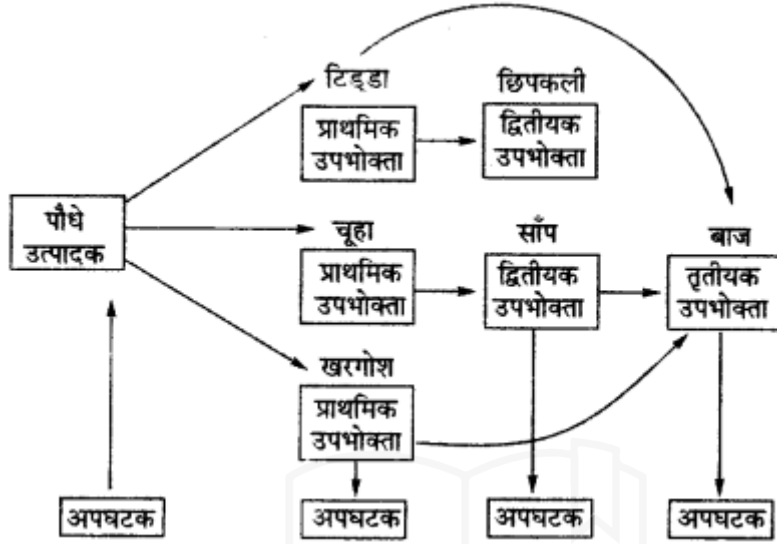 टिड्डा
छिपकली
प्राथमिक
उपभोक्ता
द्वितीयक
उपभोक्ता
पौधे
उत्पादक
चूहा
साँप
बाज
प्राथमिक
उपभोक्ता
द्वितीयक
उपभोक्ता
तृतीयक
उपभोक्ता
खरगोश
प्राथमिक
उपभोक्ता
अपघटक
अपघटक
अपघटक
अपघटक